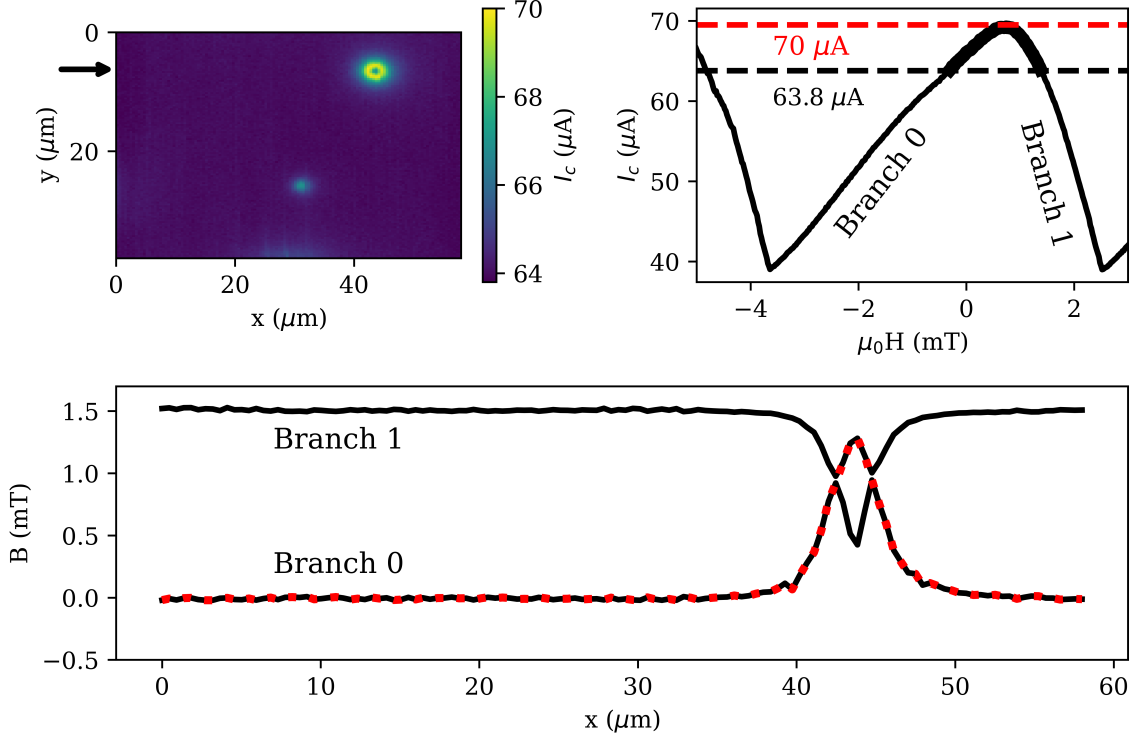 0
20
y (μm)
0
20
40
x (μm)
70
68
66
64
I_c (μA)
70
60
50
40
I_c (μA)
70 μA
63.8 μA
Branch 0
Branch 1
−4
−2
0
2
μ₀H (mT)
1.5
1.0
0.5
0.0
−0.5
B (mT)
Branch 1
Branch 0
0
10
20
30
40
50
60
x (μm)